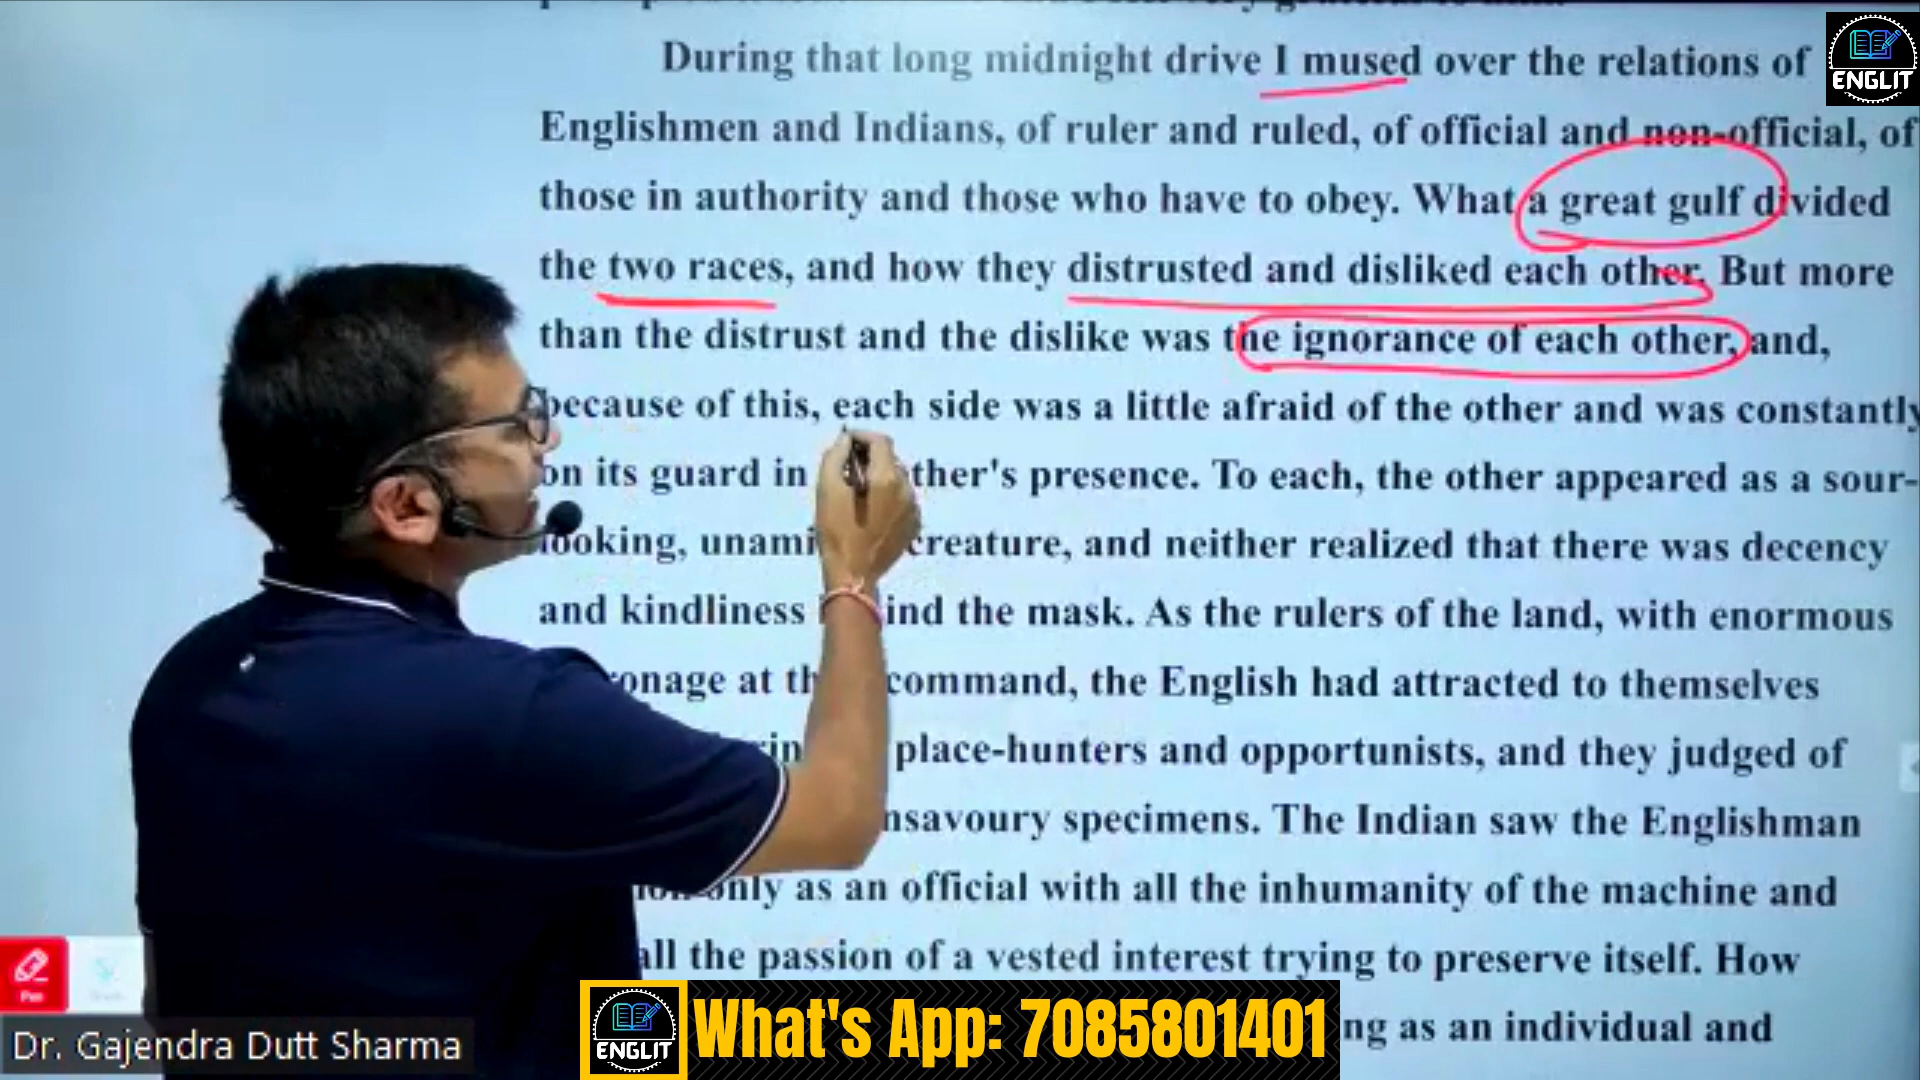 During that long midnight drive I mused over the relations of
Englishmen and Indians, of ruler and ruled, of official and non-official, of
those in authority and those who have to obey. What a great gulf divided
the two races, and how they distrusted and disliked each other. But more
than the distrust and the dislike was the ignorance of each other, and,
because of this, each side was a little afraid of the other and was constantly
on its guard in ther's presence. To each, the other appeared as a sour-
looking, unami creature, and neither realized that there was decency
and kindliness ind the mask. As the rulers of the land, with enormous
onage at th command, the English had attracted to themselves
rin place-hunters and opportunists, and they judged of
nsavoury specimens. The Indian saw the Englishman
only as an official with all the inhumanity of the machine and
all the passion of a vested interest trying to preserve itself. How
ng as an individual and
ENGLIT
Pen
Dr. Gajendra Dutt Sharma
ENGLIT
What's App: 7085801401